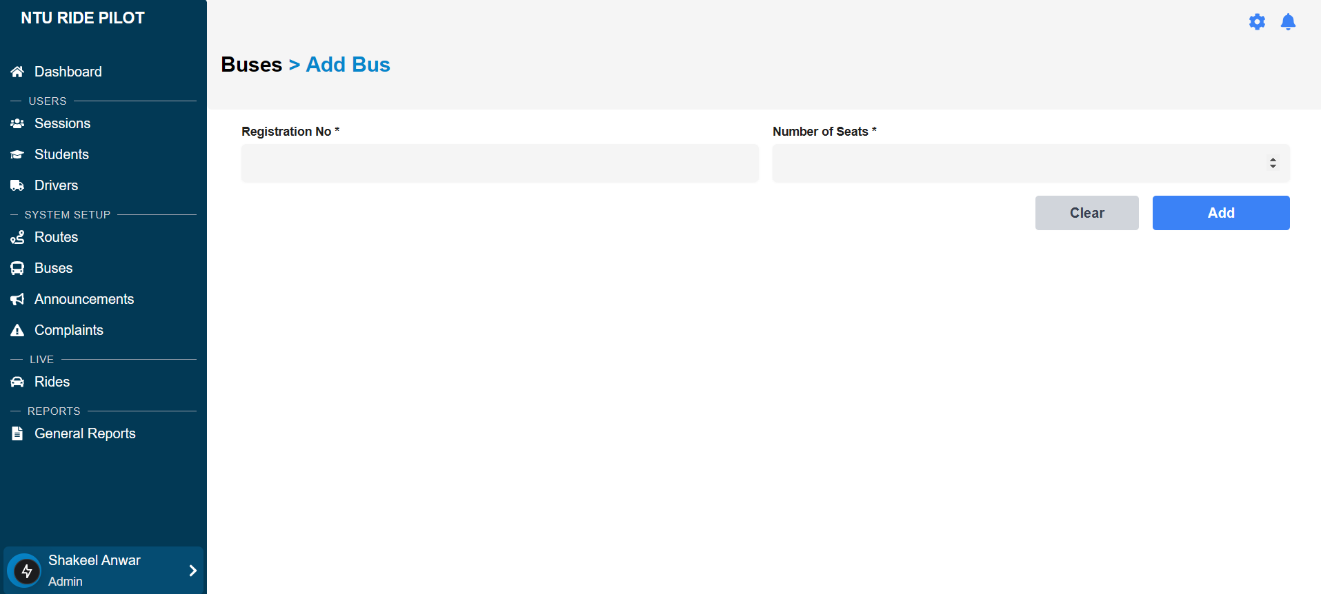 NTU RIDE PILOT
Dashboard
USERS
Sessions
Students
Drivers
SYSTEM SETUP
Routes
Buses
Announcements
Complaints
LIVE
Rides
REPORTS
General Reports
Shakeel Anwar
Admin
Buses > Add Bus
Registration No *
Number of Seats *
Clear
Add